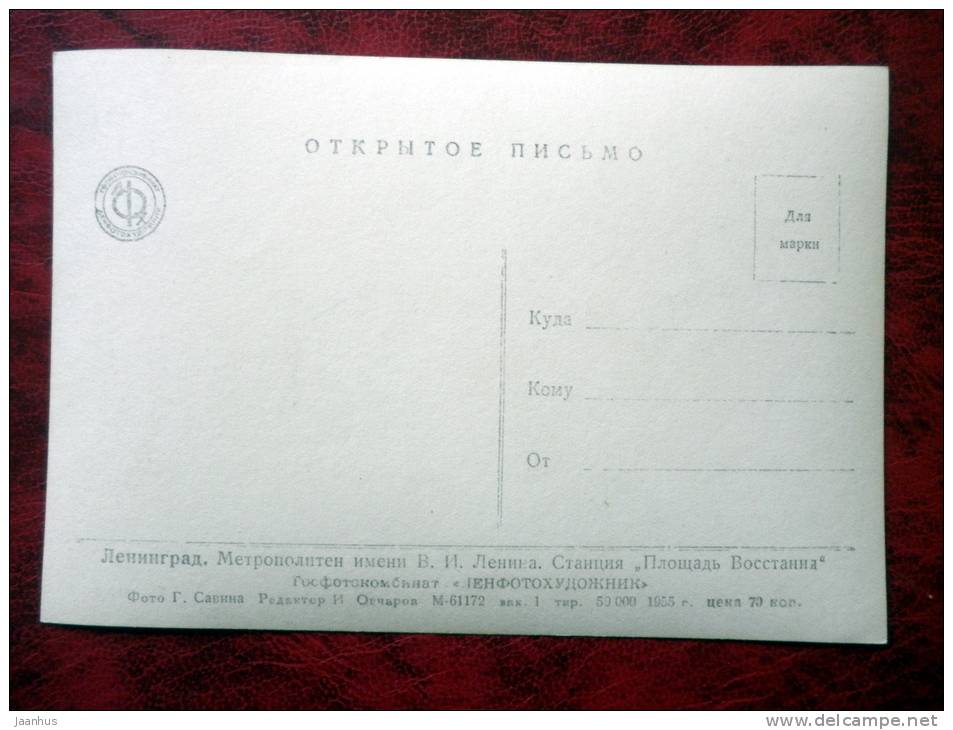 ОТКРЫТОЕ ПИСЬМО
Для
марки
Куда
Кому
От
Ленинград. Метрополитен имени В. И. Ленина. Станция „Площадь Восстания“
Госфотокомбинат «ЛЕНФОТОХУДОЖНИК»
Фото Г. Савина Редактор И Овчаров М-61172 зак. 1 тир. 50 000 1955 г. цена 70 коп.
jaanhus
www.delcampe.net